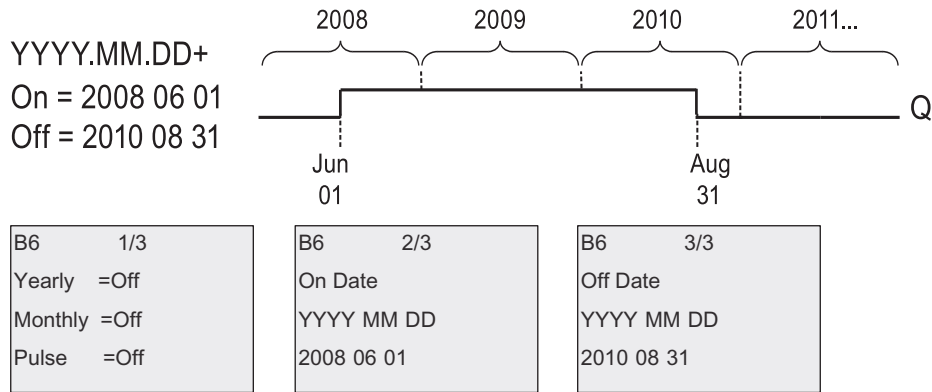 2008 2009 2010 2011...
YYYY.MM.DD+
On = 2008 06 01
Off = 2010 08 31
Q
Jun
01
Aug
31
B6 1/3
Yearly =Off
Monthly =Off
Pulse =Off
B6 2/3
On Date
YYYY MM DD
2008 06 01
B6 3/3
Off Date
YYYY MM DD
2010 08 31